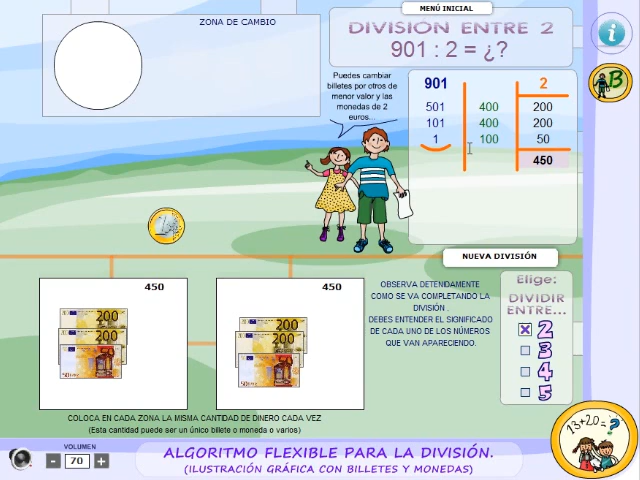 MENÚ INICIAL
ZONA DE CAMBIO
DIVISIÓN ENTRE 2
901 : 2 = ¿?
Puedes cambiar
billetes por otros de
menor valor y las
monedas de 2
euros...
901 2
501 400 200
101 400 200
1 100 50
450
B
NUEVA DIVISIÓN
450
450
200
200
200
200
OBSERVA DETENIDAMENTE
COMO SE VA COMPLETANDO LA
DIVISIÓN .
DEBES ENTENDER EL SIGNIFICADO
DE CADA UNO DE LOS NÚMEROS
QUE VAN APARECIENDO.
Elige:
DIVIDIR
ENTRE...
2
3
4
5
COLOCA EN CADA ZONA LA MISMA CANTIDAD DE DINERO CADA VEZ
(Esta cantidad puede ser un único billete o moneda o varios)
13+20=?
VOLUMEN
- 70 +
ALGORITMO FLEXIBLE PARA LA DIVISIÓN.
(ILUSTRACIÓN GRÁFICA CON BILLETES Y MONEDAS)